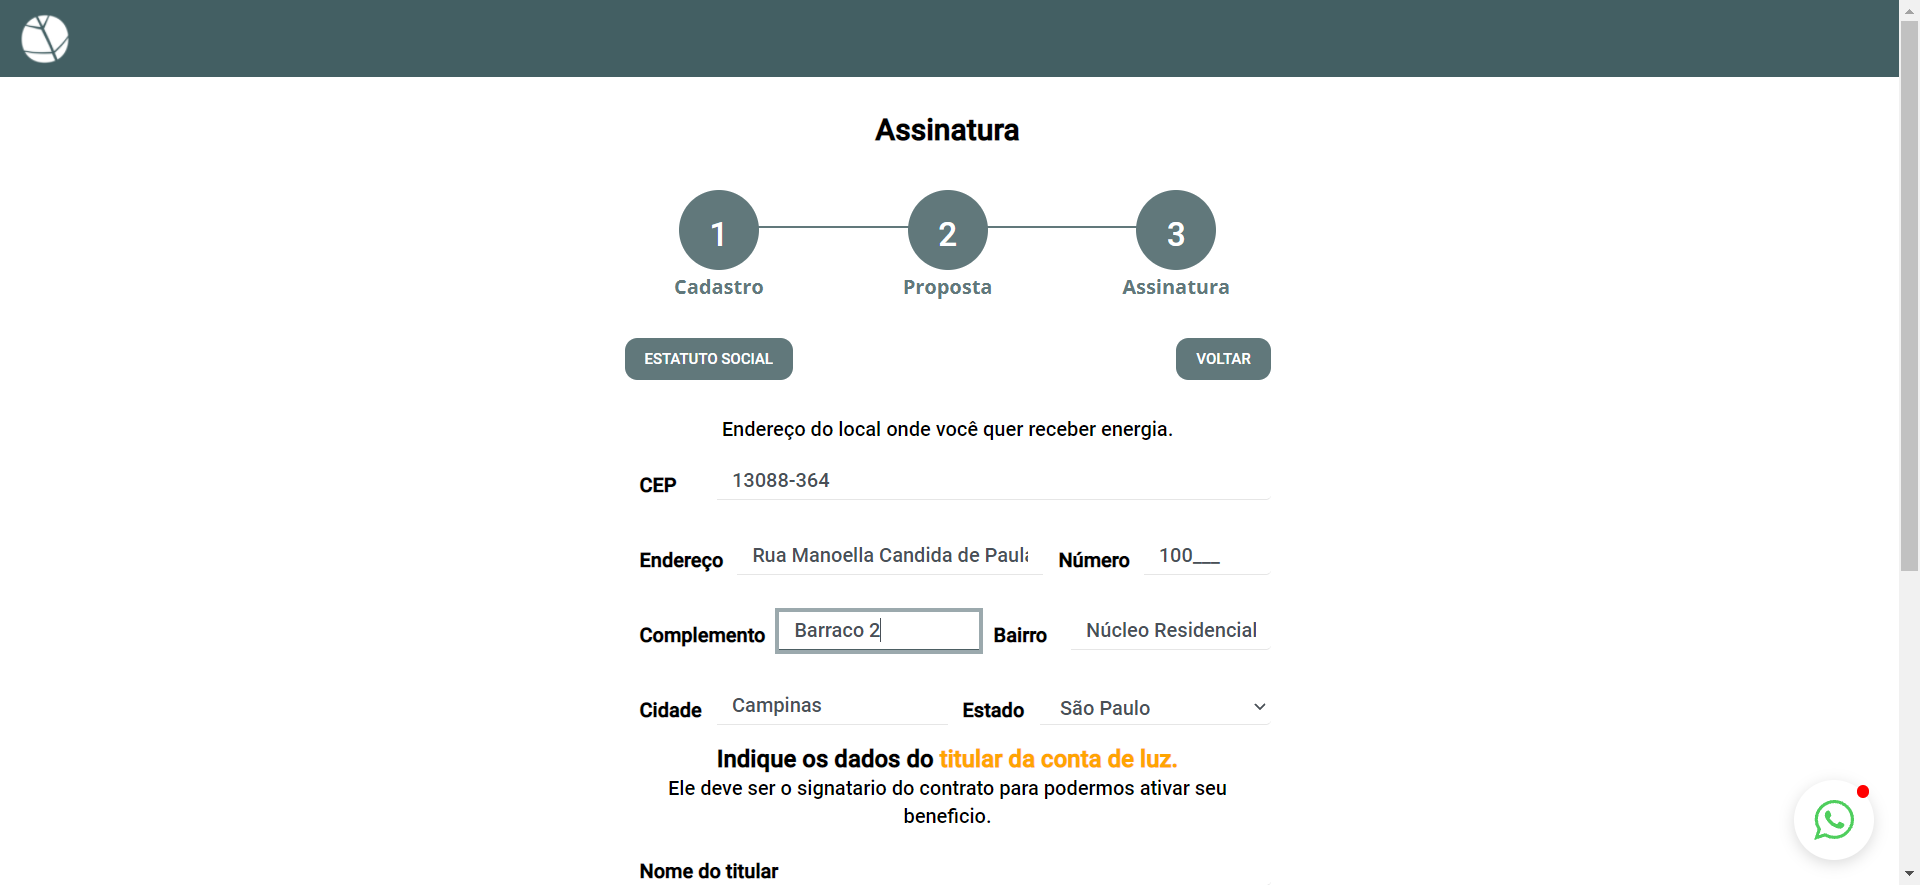 Assinatura
1 2 3
Cadastro Proposta Assinatura
ESTATUTO SOCIAL VOLTAR
Endereço do local onde você quer receber energia.
CEP 13088-364
Endereço Rua Manoella Candida de Paula Número 100___
Complemento Barraco 2 Bairro Núcleo Residencial
Cidade Campinas Estado São Paulo
Indique os dados do titular da conta de luz.
Ele deve ser o signatario do contrato para podermos ativar seu
beneficio.
Nome do titular